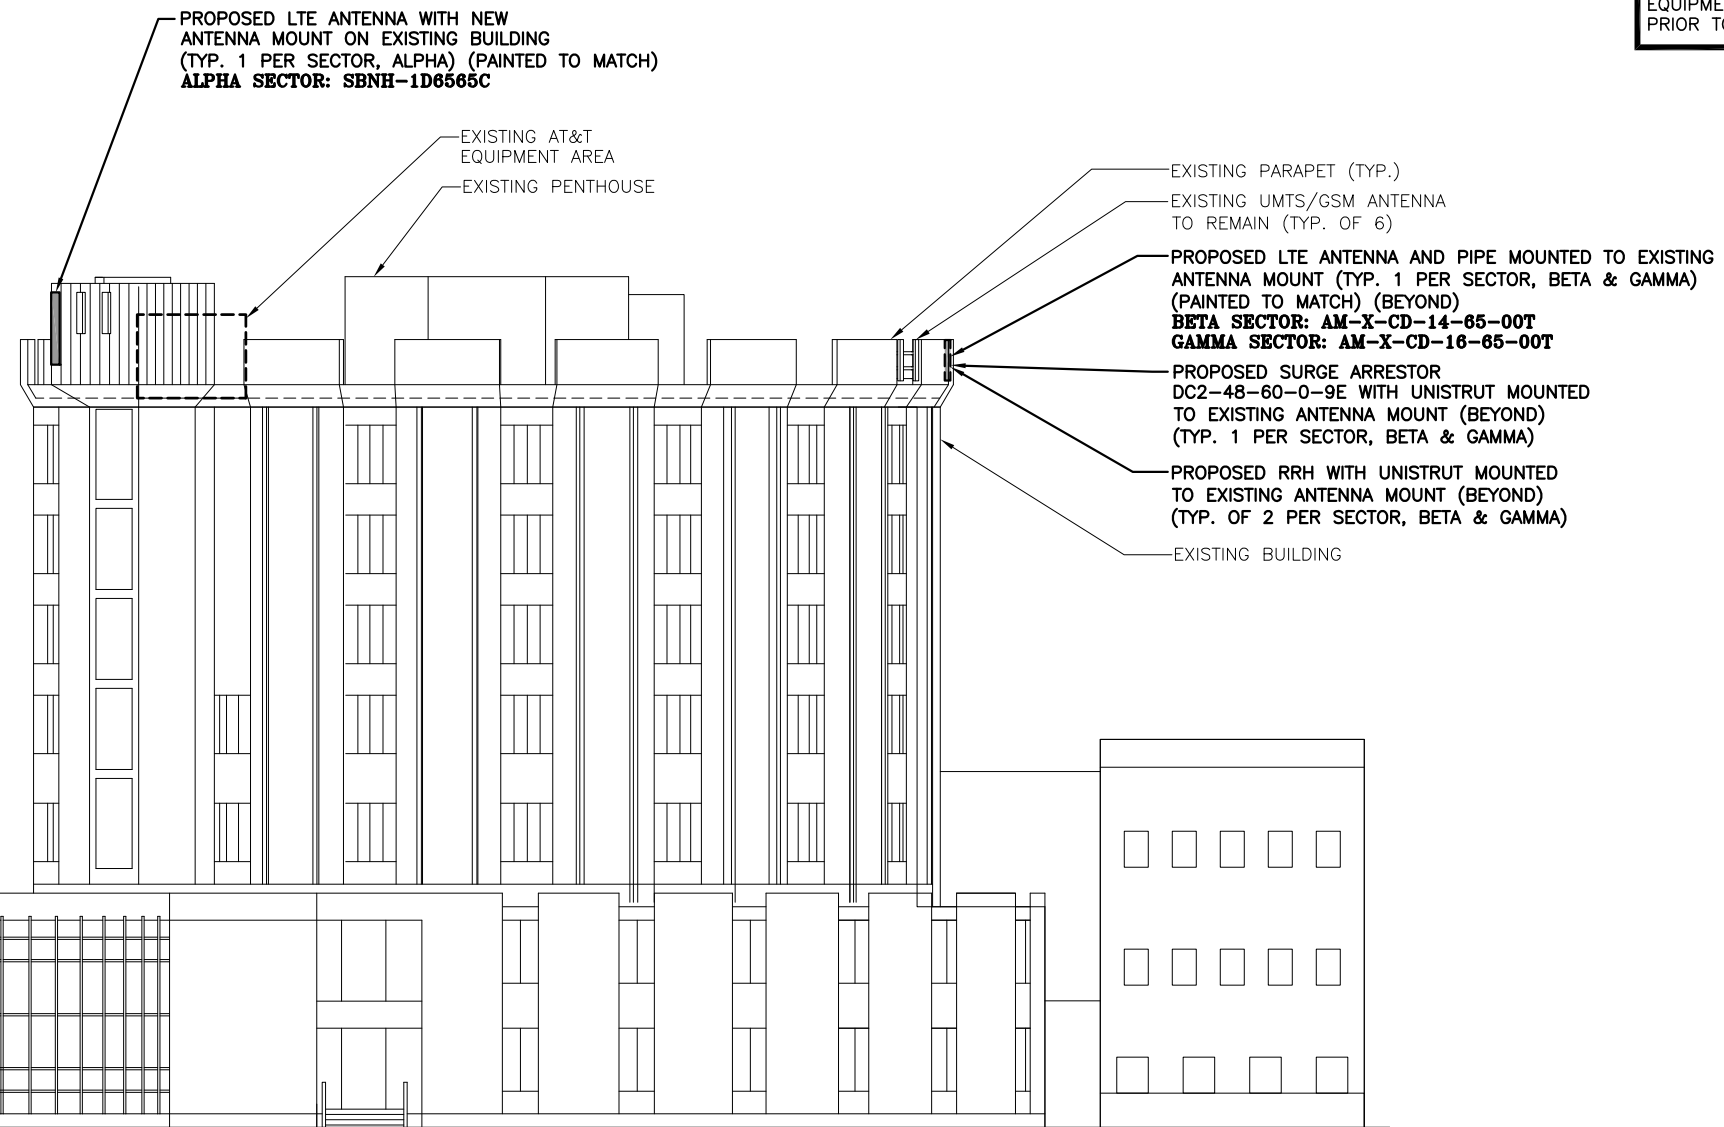 PROPOSED LTE ANTENNA WITH NEW
ANTENNA MOUNT ON EXISTING BUILDING
(TYP. 1 PER SECTOR, ALPHA) (PAINTED TO MATCH)
ALPHA SECTOR: SBNH-1D6565C
EQUIPME
PRIOR TO
EXISTING AT&T
EQUIPMENT AREA
EXISTING PENTHOUSE
EXISTING PARAPET (TYP.)
EXISTING UMTS/GSM ANTENNA
TO REMAIN (TYP. OF 6)
PROPOSED LTE ANTENNA AND PIPE MOUNTED TO EXISTING
ANTENNA MOUNT (TYP. 1 PER SECTOR, BETA & GAMMA)
(PAINTED TO MATCH) (BEYOND)
BETA SECTOR: AM-X-CD-14-65-00T
GAMMA SECTOR: AM-X-CD-16-65-00T
PROPOSED SURGE ARRESTOR
DC2-48-60-0-9E WITH UNISTRUT MOUNTED
TO EXISTING ANTENNA MOUNT (BEYOND)
(TYP. 1 PER SECTOR, BETA & GAMMA)
PROPOSED RRH WITH UNISTRUT MOUNTED
TO EXISTING ANTENNA MOUNT (BEYOND)
(TYP. OF 2 PER SECTOR, BETA & GAMMA)
EXISTING BUILDING